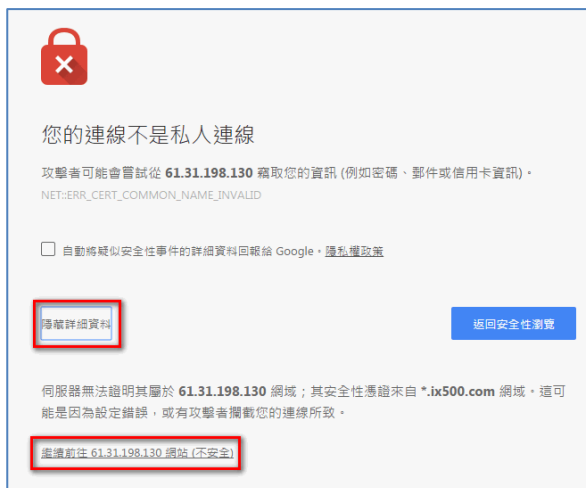 您的連線不是私人連線
攻擊者可能會嘗試從 61.31.198.130 竊取您的資訊 (例如密碼、郵件或信用卡資訊)。
NET::ERR_CERT_COMMON_NAME_INVALID
自動將疑似安全性事件的詳細資料回報給 Google。隱私權政策
隱藏詳細資料
返回安全性瀏覽
伺服器無法證明其屬於 61.31.198.130 網域；其安全性憑證來自 *.ix500.com 網域。這可
能是因為設定錯誤，或有攻擊者攔截您的連線所致。
繼續前往 61.31.198.130 網站 (不安全)